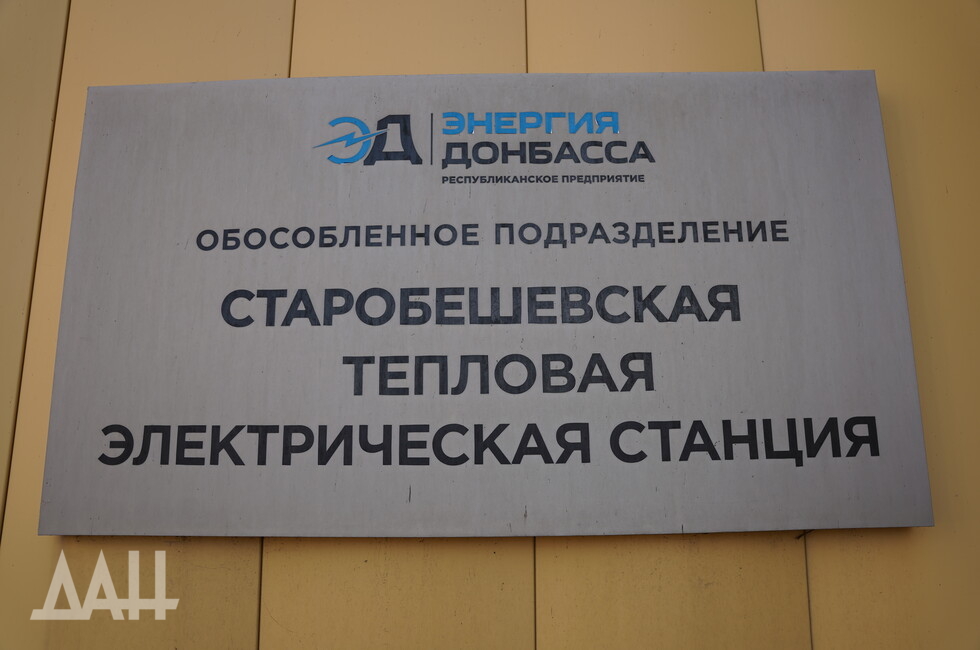 ЭД
ЭНЕРГИЯ
ДОНБАССА
РЕСПУБЛИКАНСКОЕ ПРЕДПРИЯТИЕ
ОБОСОБЛЕННОЕ ПОДРАЗДЕЛЕНИЕ
СТАРОБЕШЕВСКАЯ
ТЕПЛОВАЯ
ЭЛЕКТРИЧЕСКАЯ СТАНЦИЯ
ДАН